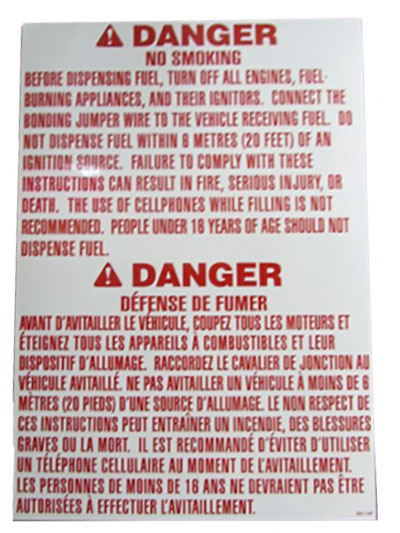 DANGER
NO SMOKING
BEFORE DISPENSING FUEL, TURN OFF ALL ENGINES, FUEL-
BURNING APPLIANCES, AND THEIR IGNITORS. CONNECT THE
BONDING JUMPER WIRE TO THE VEHICLE RECEIVING FUEL. DO
NOT DISPENSE FUEL WITHIN 6 METRES (20 FEET) OF AN
IGNITION SOURCE. FAILURE TO COMPLY WITH THESE
INSTRUCTIONS CAN RESULT IN FIRE, SERIOUS INJURY, OR
DEATH. THE USE OF CELLPHONES WHILE FILLING IS NOT
RECOMMENDED. PEOPLE UNDER 16 YEARS OF AGE SHOULD NOT
DISPENSE FUEL.
DANGER
DÉFENSE DE FUMER
AVANT D'AVITAILLER LE VÉHICULE, COUPEZ TOUS LES MOTEURS ET
ÉTEIGNEZ TOUS LES APPAREILS À COMBUSTIBLES ET LEUR
DISPOSITIF D'ALLUMAGE. RACCORDEZ LE CAVALIER DE JONCTION AU
VÉHICULE AVITAILLÉ. NE PAS AVITAILLER UN VÉHICULE À MOINS DE 6
MÈTRES (20 PIEDS) D'UNE SOURCE D'ALLUMAGE. LE NON RESPECT DE
CES INSTRUCTIONS PEUT ENTRAÎNER UN INCENDIE, DES BLESSURES
GRAVES OU LA MORT. IL EST RECOMMANDÉ D'ÉVITER D'UTILISER
UN TÉLÉPHONE CELLULAIRE AU MOMENT DE L'AVITAILLEMENT.
LES PERSONNES DE MOINS DE 16 ANS NE DEVRAIENT PAS ÊTRE
AUTORISÉES À EFFECTUER L'AVITAILLEMENT.